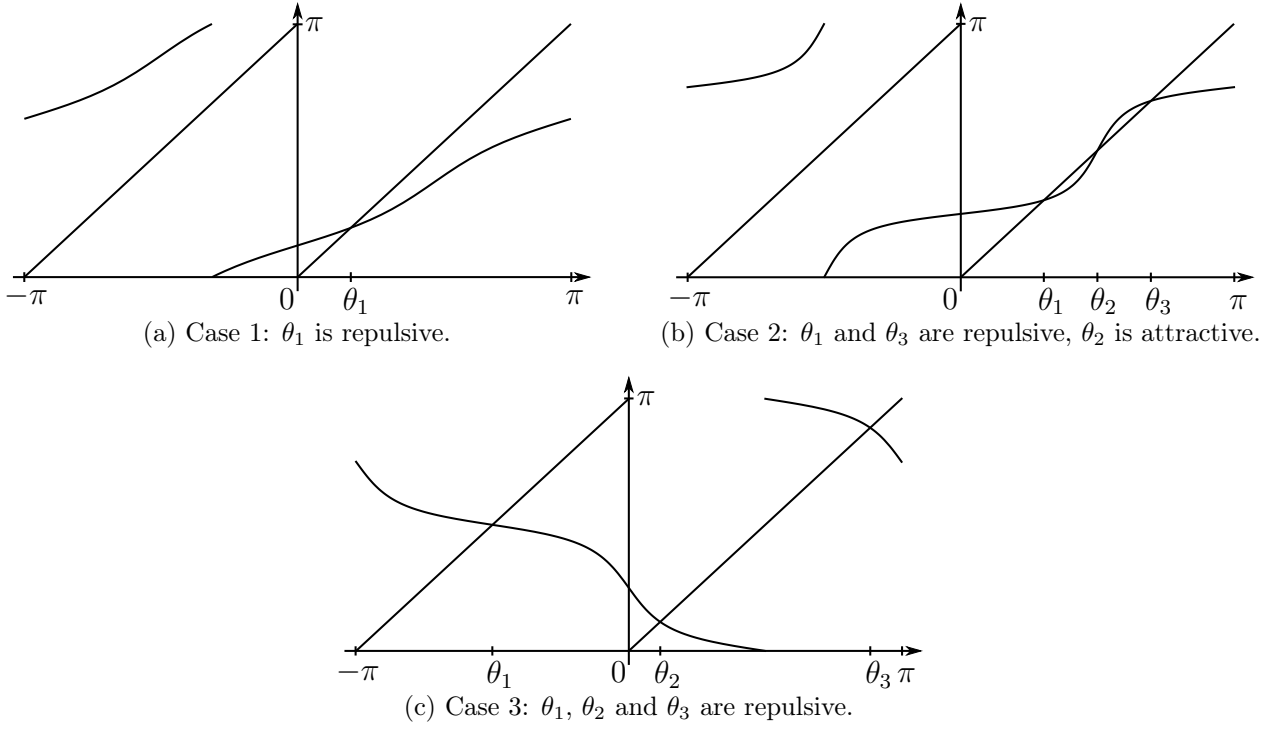 π
π
−π 0 θ₁ π
−π 0 θ₁ θ₂ θ₃ π
(a) Case 1: θ₁ is repulsive.
(b) Case 2: θ₁ and θ₃ are repulsive, θ₂ is attractive.
π
−π θ₁ 0 θ₂ θ₃ π
(c) Case 3: θ₁, θ₂ and θ₃ are repulsive.